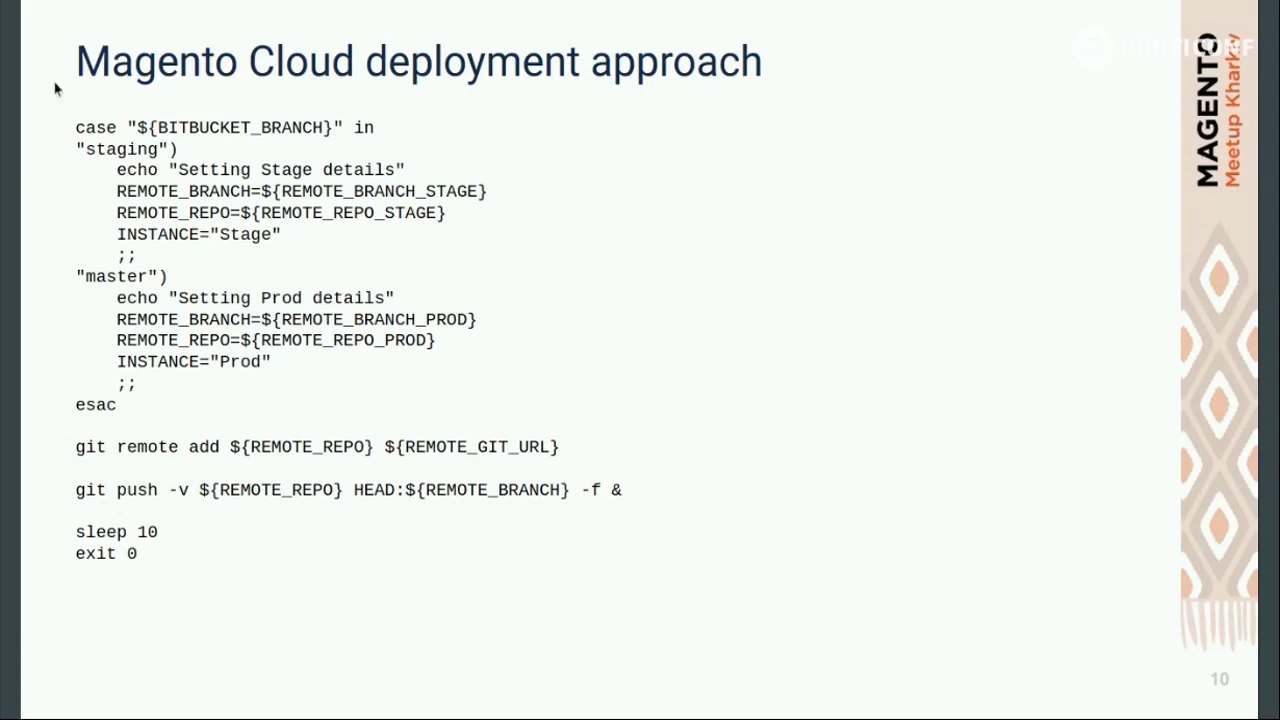 Magento Cloud deployment approach
case "${BITBUCKET_BRANCH}" in
"staging")
    echo "Setting Stage details"
    REMOTE_BRANCH=${REMOTE_BRANCH_STAGE}
    REMOTE_REPO=${REMOTE_REPO_STAGE}
    INSTANCE="Stage"
    ;;
"master")
    echo "Setting Prod details"
    REMOTE_BRANCH=${REMOTE_BRANCH_PROD}
    REMOTE_REPO=${REMOTE_REPO_PROD}
    INSTANCE="Prod"
    ;;
esac
git remote add ${REMOTE_REPO} ${REMOTE_GIT_URL}
git push -v ${REMOTE_REPO} HEAD:${REMOTE_BRANCH} -f &
sleep 10
exit 0
PROFICONF
MAGENTO
Meetup Kharkiv
10